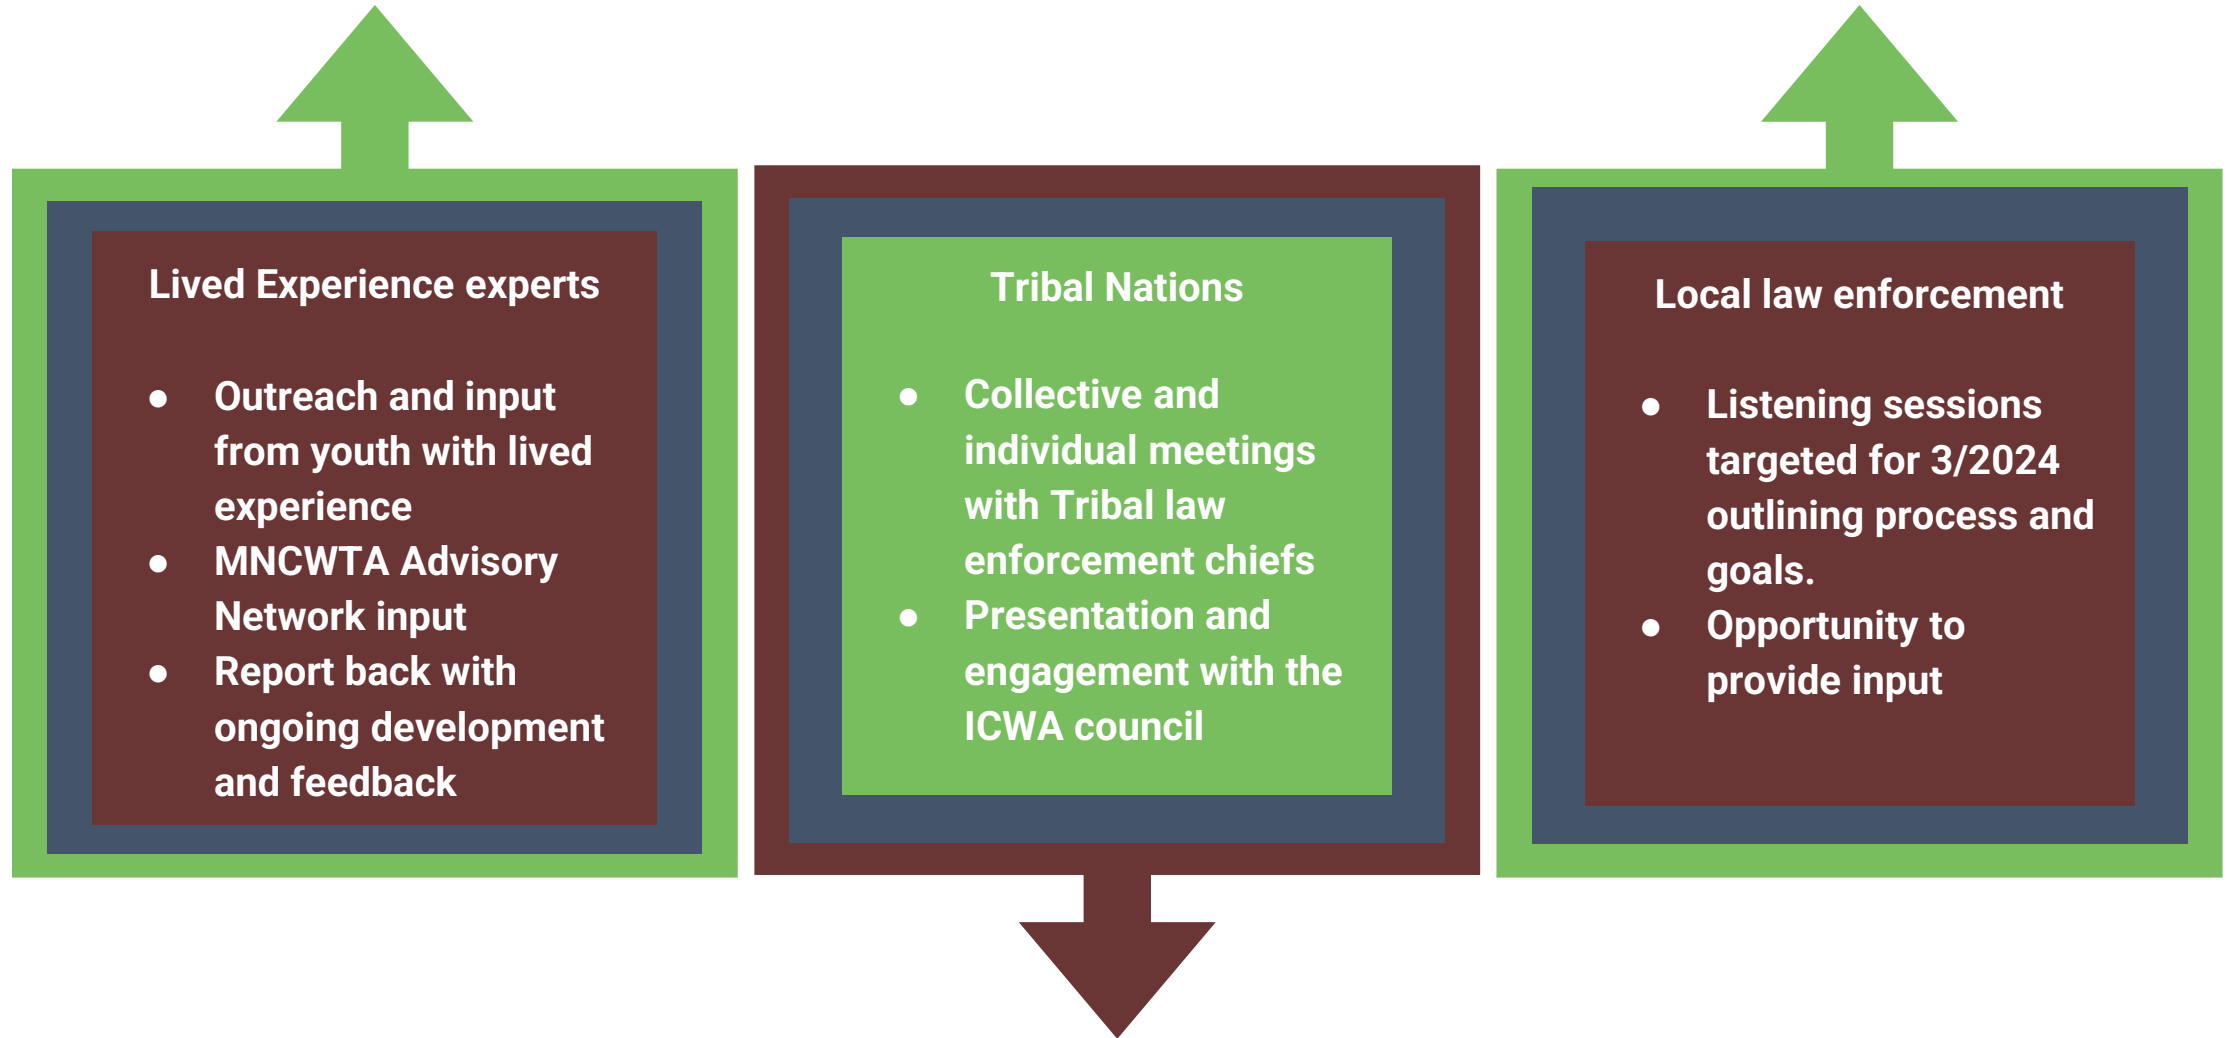 Lived Experience experts
● Outreach and input
from youth with lived
experience
● MNCWTA Advisory
Network input
● Report back with
ongoing development
and feedback
Tribal Nations
● Collective and
individual meetings
with Tribal law
enforcement chiefs
● Presentation and
engagement with the
ICWA council
Local law enforcement
● Listening sessions
targeted for 3/2024
outlining process and
goals.
● Opportunity to
provide input